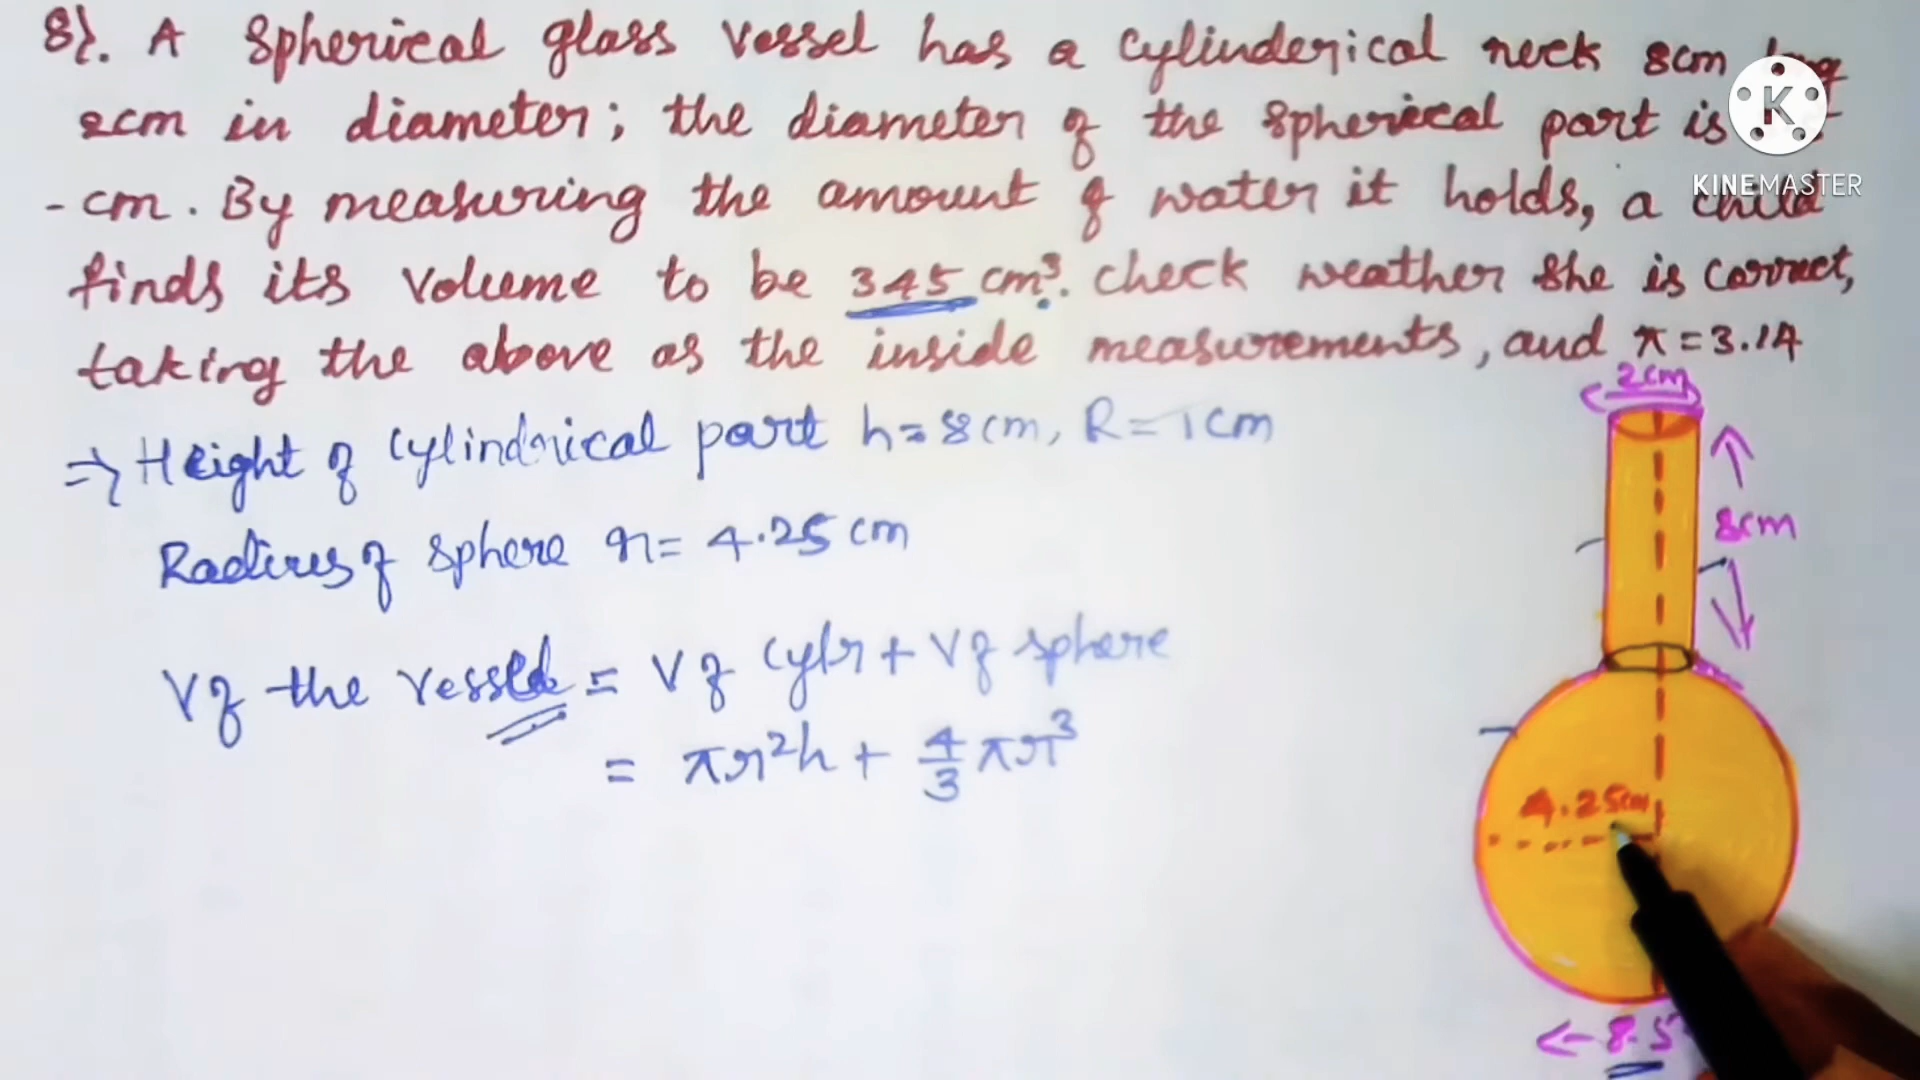 8}. A Spherical glass vessel has a cylinderical neck 8cm
2cm in diameter; the diameter of the spherical part is
-cm. By measuring the amount of water it holds, a child
finds its volume to be 345 cm³. check weather she is correct,
taking the above as the inside measurements, and π = 3.14
⇒ Height of cylindrical part h = 8cm, R = 1cm
Radius of sphere r = 4.25 cm
V of the vessel = V of cylr + V of sphere
= πr²h + 4/3 πr³
2cm
8cm
4.25cm
← 8.5
K
KINEMASTER